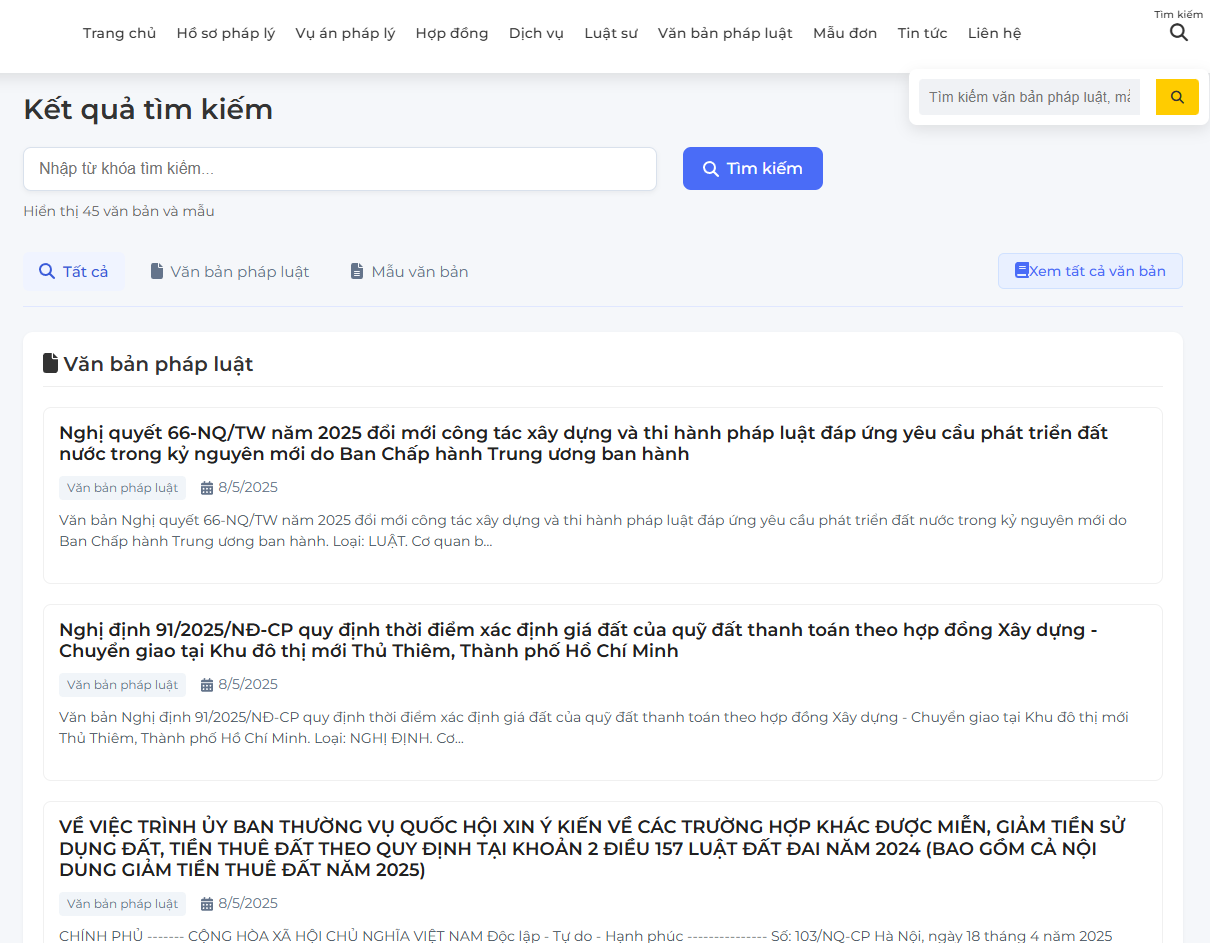 Trang chủ Hồ sơ pháp lý Vụ án pháp lý Hợp đồng Dịch vụ Luật sư Văn bản pháp luật Mẫu đơn Tin tức Liên hệ
Tìm kiếm
Tìm kiếm văn bản pháp luật, mẫ
Kết quả tìm kiếm
Nhập từ khóa tìm kiếm...
Tìm kiếm
Hiển thị 45 văn bản và mẫu
Tất cả Văn bản pháp luật Mẫu văn bản Xem tất cả văn bản
Văn bản pháp luật
Nghị quyết 66-NQ/TW năm 2025 đổi mới công tác xây dựng và thi hành pháp luật đáp ứng yêu cầu phát triển đất
nước trong kỷ nguyên mới do Ban Chấp hành Trung ương ban hành
Văn bản pháp luật 8/5/2025
Văn bản Nghị quyết 66-NQ/TW năm 2025 đổi mới công tác xây dựng và thi hành pháp luật đáp ứng yêu cầu phát triển đất nước trong kỷ nguyên mới do
Ban Chấp hành Trung ương ban hành. Loại: LUẬT. Cơ quan b...
Nghị định 91/2025/NĐ-CP quy định thời điểm xác định giá đất của quỹ đất thanh toán theo hợp đồng Xây dựng -
Chuyển giao tại Khu đô thị mới Thủ Thiêm, Thành phố Hồ Chí Minh
Văn bản pháp luật 8/5/2025
Văn bản Nghị định 91/2025/NĐ-CP quy định thời điểm xác định giá đất của quỹ đất thanh toán theo hợp đồng Xây dựng - Chuyển giao tại Khu đô thị mới
Thủ Thiêm, Thành phố Hồ Chí Minh. Loại: NGHỊ ĐỊNH. Cơ...
VỀ VIỆC TRÌNH ỦY BAN THƯỜNG VỤ QUỐC HỘI XIN Ý KIẾN VỀ CÁC TRƯỜNG HỢP KHÁC ĐƯỢC MIỄN, GIẢM TIỀN SỬ
DỤNG ĐẤT, TIỀN THUÊ ĐẤT THEO QUY ĐỊNH TẠI KHOẢN 2 ĐIỀU 157 LUẬT ĐẤT ĐAI NĂM 2024 (BAO GỒM CẢ NỘI
DUNG GIẢM TIỀN THUÊ ĐẤT NĂM 2025)
Văn bản pháp luật 8/5/2025
CHÍNH PHỦ ------- CỘNG HÒA XÃ HỘI CHỦ NGHĨA VIỆT NAM Độc lập - Tự do - Hạnh phúc --------------- Số: 103/NQ-CP Hà Nội, ngày 18 tháng 4 năm 2025